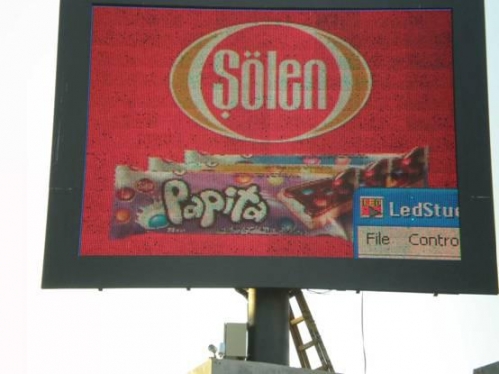 Şölen
Papita
LedStu
File Contro